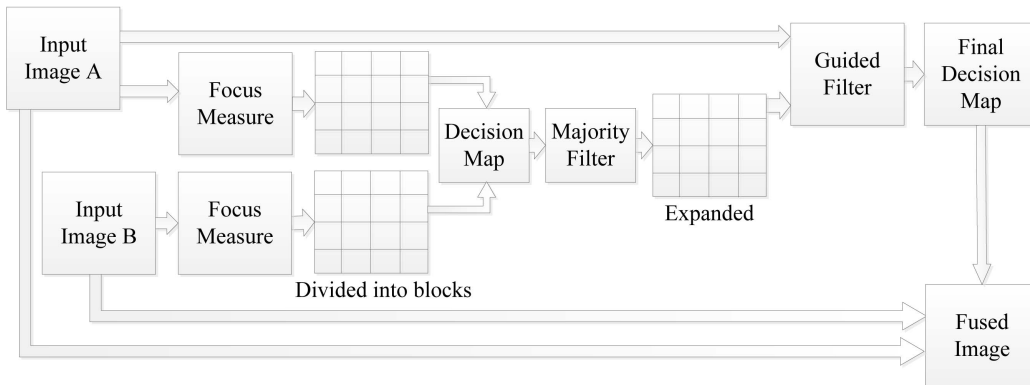 Input
Image A
Focus
Measure
Decision
Map
Majority
Filter
Expanded
Guided
Filter
Final
Decision
Map
Input
Image B
Focus
Measure
Divided into blocks
Fused
Image